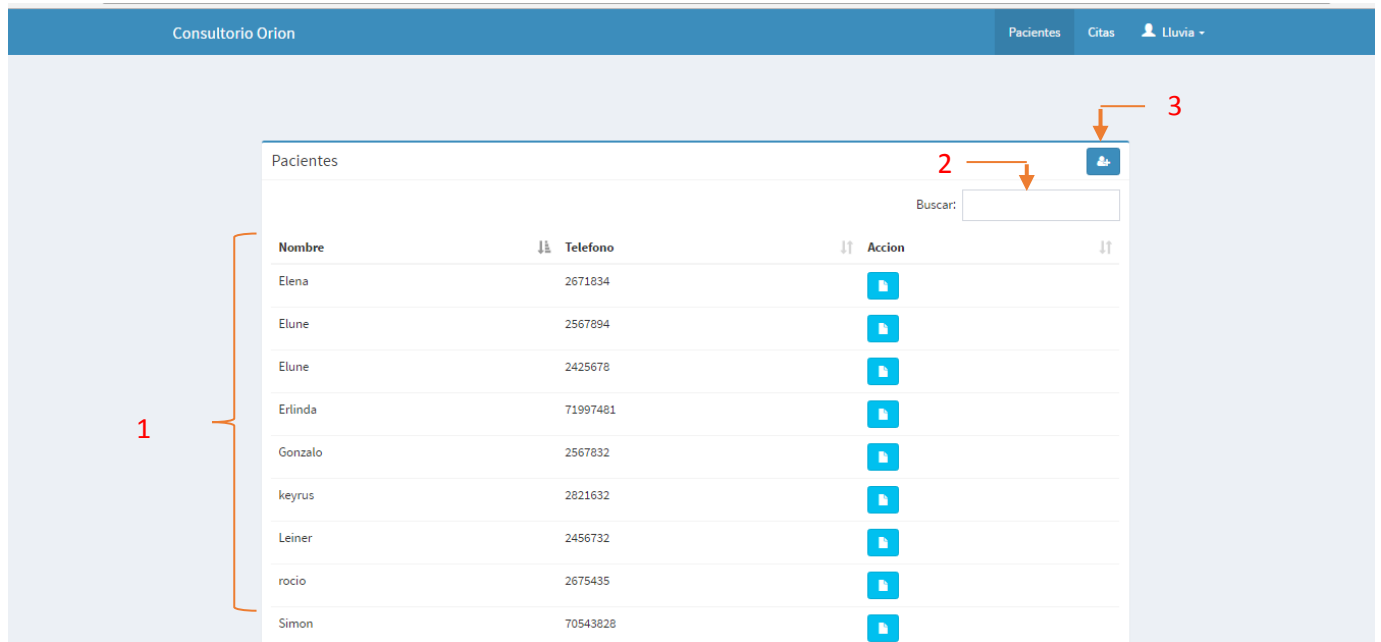 Consultorio Orion Pacientes Citas Lluvia
3
Pacientes
2
Buscar:
Nombre Telefono Accion
Elena 2671834
Elune 2567894
Elune 2425678
Erlinda 71997481
1
Gonzalo 2567832
keyrus 2821632
Leiner 2456732
rocio 2675435
Simon 70543828